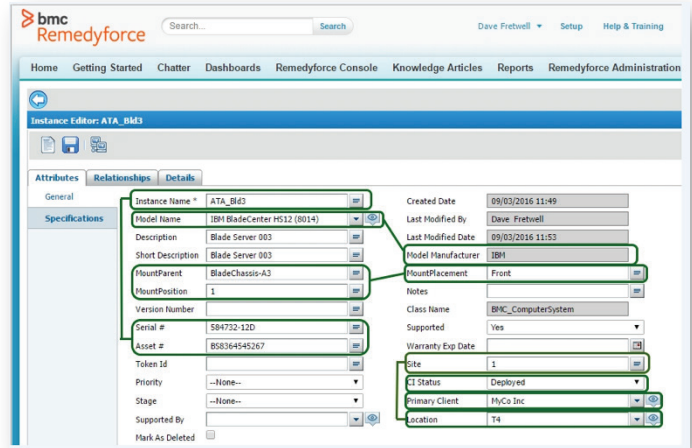 bmc
Remedyforce
Search...
Search
Dave Fretwell
Setup
Help & Training
Home Getting Started Chatter Dashboards Remedyforce Console Knowledge Articles Reports Remedyforce Administration
Instance Editor: ATA_Bld3
Attributes Relationships Details
General
Specifications
Instance Name * ATA_Bld3
Created Date 09/03/2016 11:49
Model Name IBM BladeCenter HS12 (8014)
Last Modified By Dave Fretwell
Description Blade Server 003
Last Modified Date 09/03/2016 11:53
Short Description Blade Server 003
Model Manufacturer IBM
MountParent BladeChassis-A3
MountPlacement Front
MountPosition 1
Notes
Version Number
Class Name BMC_ComputerSystem
Serial # 584732-12D
Supported Yes
Asset # BS8364545267
Warranty Exp Date
Token Id
Site 1
Priority --None--
CI Status Deployed
Stage --None--
Primary Client MyCo Inc
Supported By
Location T4
Mark As Deleted